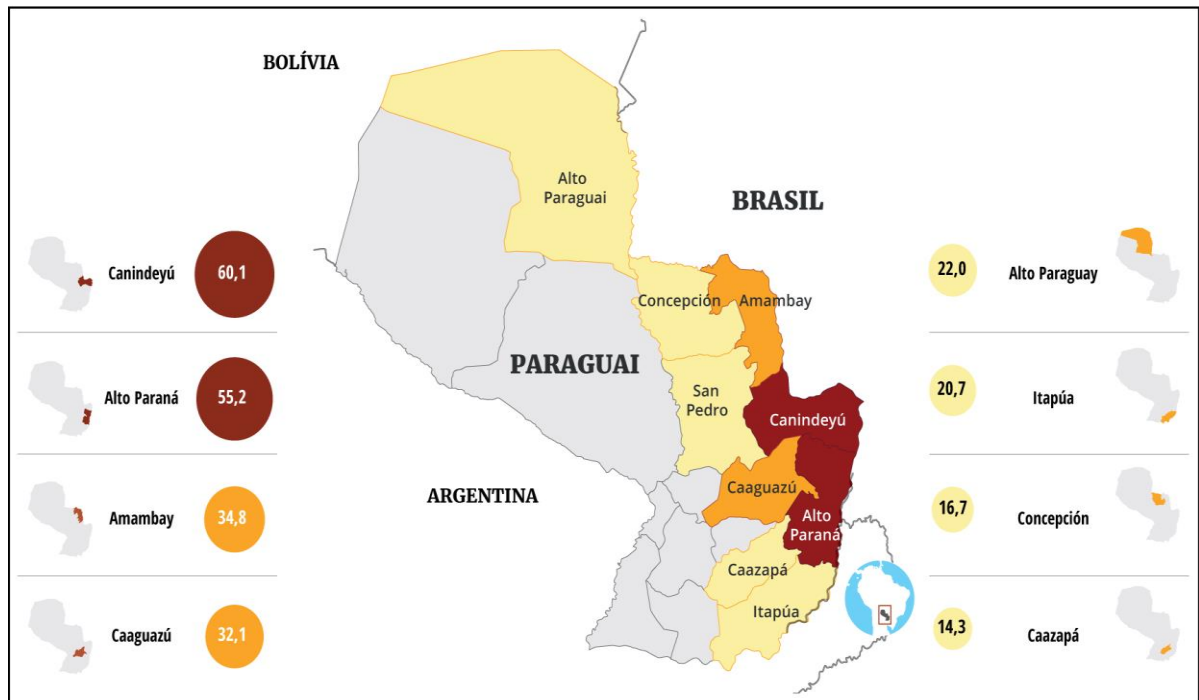 BOLÍVIA
Alto
Paraguai
BRASIL
Concepción
Amambay
PARAGUAI
San
Pedro
Canindeyú
Caaguazú
ARGENTINA
Alto
Paraná
Caazapá
Itapúa
Canindeyú 60,1
Alto Paraná 55,2
Amambay 34,8
Caaguazú 32,1
22,0 Alto Paraguay
20,7 Itapúa
16,7 Concepción
14,3 Caazapá